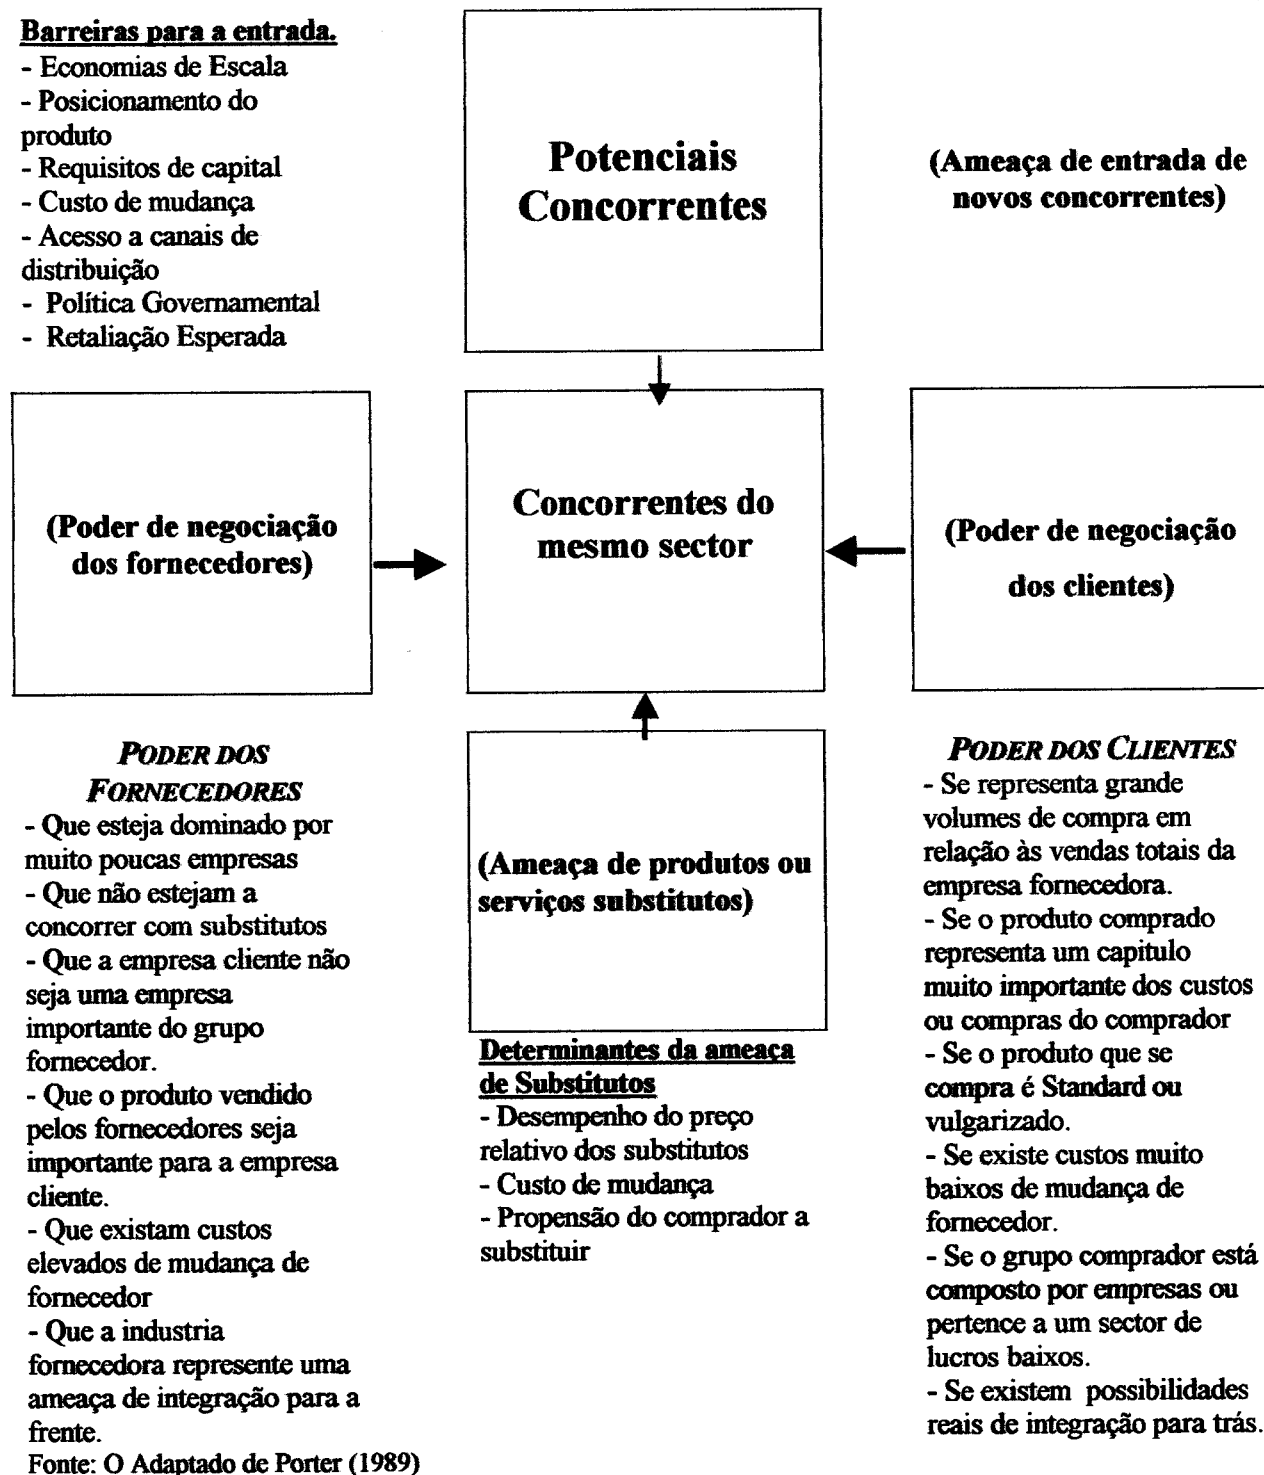 Barreiras para a entrada.
- Economias de Escala
- Posicionamento do
produto
- Requisitos de capital
- Custo de mudança
- Acesso a canais de
distribuição
- Política Governamental
- Retaliação Esperada
Potenciais
Concorrentes
(Ameaça de entrada de
novos concorrentes)
(Poder de negociação
dos fornecedores)
Concorrentes do
mesmo sector
(Poder de negociação
dos clientes)
PODER DOS
FORNECEDORES
- Que esteja dominado por
muito poucas empresas
- Que não estejam a
concorrer com substitutos
- Que a empresa cliente não
seja uma empresa
importante do grupo
fornecedor.
- Que o produto vendido
pelos fornecedores seja
importante para a empresa
cliente.
- Que existam custos
elevados de mudança de
fornecedor
- Que a industria
fornecedora represente uma
ameaça de integração para a
frente.
(Ameaça de produtos ou
serviços substitutos)
Determinantes da ameaça
de Substitutos
- Desempenho do preço
relativo dos substitutos
- Custo de mudança
- Propensão do comprador a
substituir
PODER DOS CLIENTES
- Se representa grande
volumes de compra em
relação às vendas totais da
empresa fornecedora.
- Se o produto comprado
representa um capitulo
muito importante dos custos
ou compras do comprador
- Se o produto que se
compra é Standard ou
vulgarizado.
- Se existe custos muito
baixos de mudança de
fornecedor.
- Se o grupo comprador está
composto por empresas ou
pertence a um sector de
lucros baixos.
- Se existem possibilidades
reais de integração para trás.
Fonte: O Adaptado de Porter (1989)